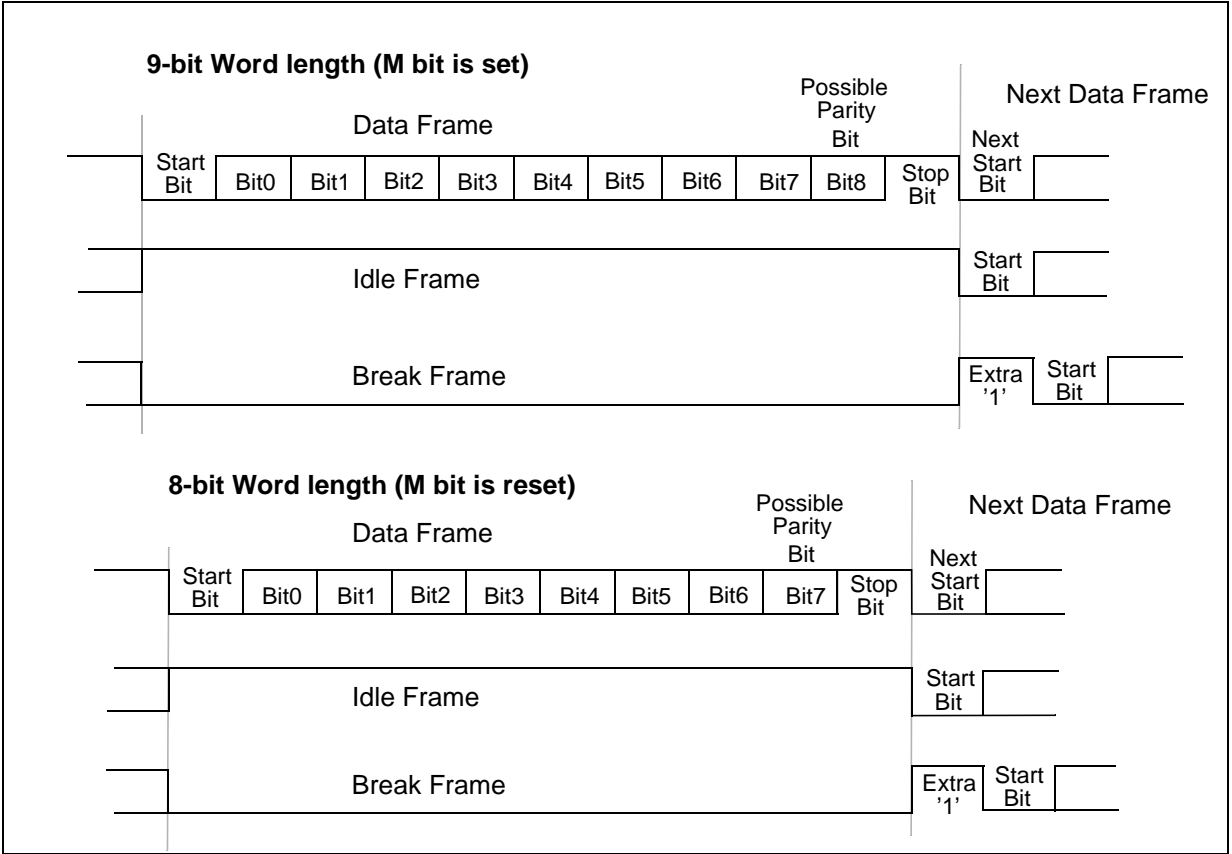 9-bit Word length (M bit is set)
Possible
Parity
Bit
Next Data Frame
Data Frame
Next
Start
Bit
Start
Bit
Bit0 Bit1 Bit2 Bit3 Bit4 Bit5 Bit6 Bit7 Bit8
Stop
Bit
Idle Frame
Start
Bit
Break Frame
Extra
'1'
Start
Bit
8-bit Word length (M bit is reset)
Possible
Parity
Bit
Next Data Frame
Data Frame
Next
Start
Bit
Start
Bit
Bit0 Bit1 Bit2 Bit3 Bit4 Bit5 Bit6 Bit7
Stop
Bit
Idle Frame
Start
Bit
Break Frame
Extra
'1'
Start
Bit